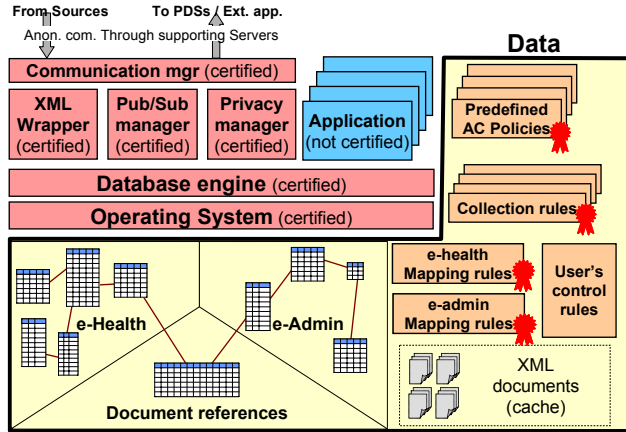 From Sources
To PDSs / Ext. app.
Anon. com. Through supporting Servers
Data
Communication mgr (certified)
XML
Wrapper
(certified)
Pub/Sub
manager
(certified)
Privacy
manager
(certified)
Application
(not certified)
Predefined
AC Policies
Database engine (certified)
Operating System (certified)
Collection rules
e-health
Mapping rules
e-admin
Mapping rules
User's
control
rules
e-Health
e-Admin
Document references
XML
documents
(cache)